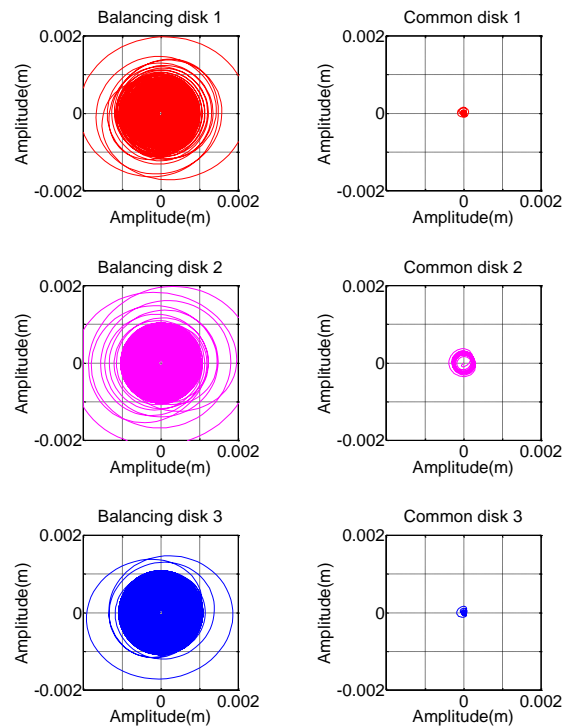 Balancing disk 1
Common disk 1
0.002
0
-0.002
Amplitude(m)
0 0.002
Amplitude(m)
0.002
0
-0.002
Amplitude(m)
0 0.002
Amplitude(m)
Balancing disk 2
Common disk 2
0.002
0
-0.002
Amplitude(m)
0 0.002
Amplitude(m)
0.002
0
-0.002
Amplitude(m)
0 0.002
Amplitude(m)
Balancing disk 3
Common disk 3
0.002
0
-0.002
Amplitude(m)
0 0.002
Amplitude(m)
0.002
0
-0.002
Amplitude(m)
0 0.002
Amplitude(m)